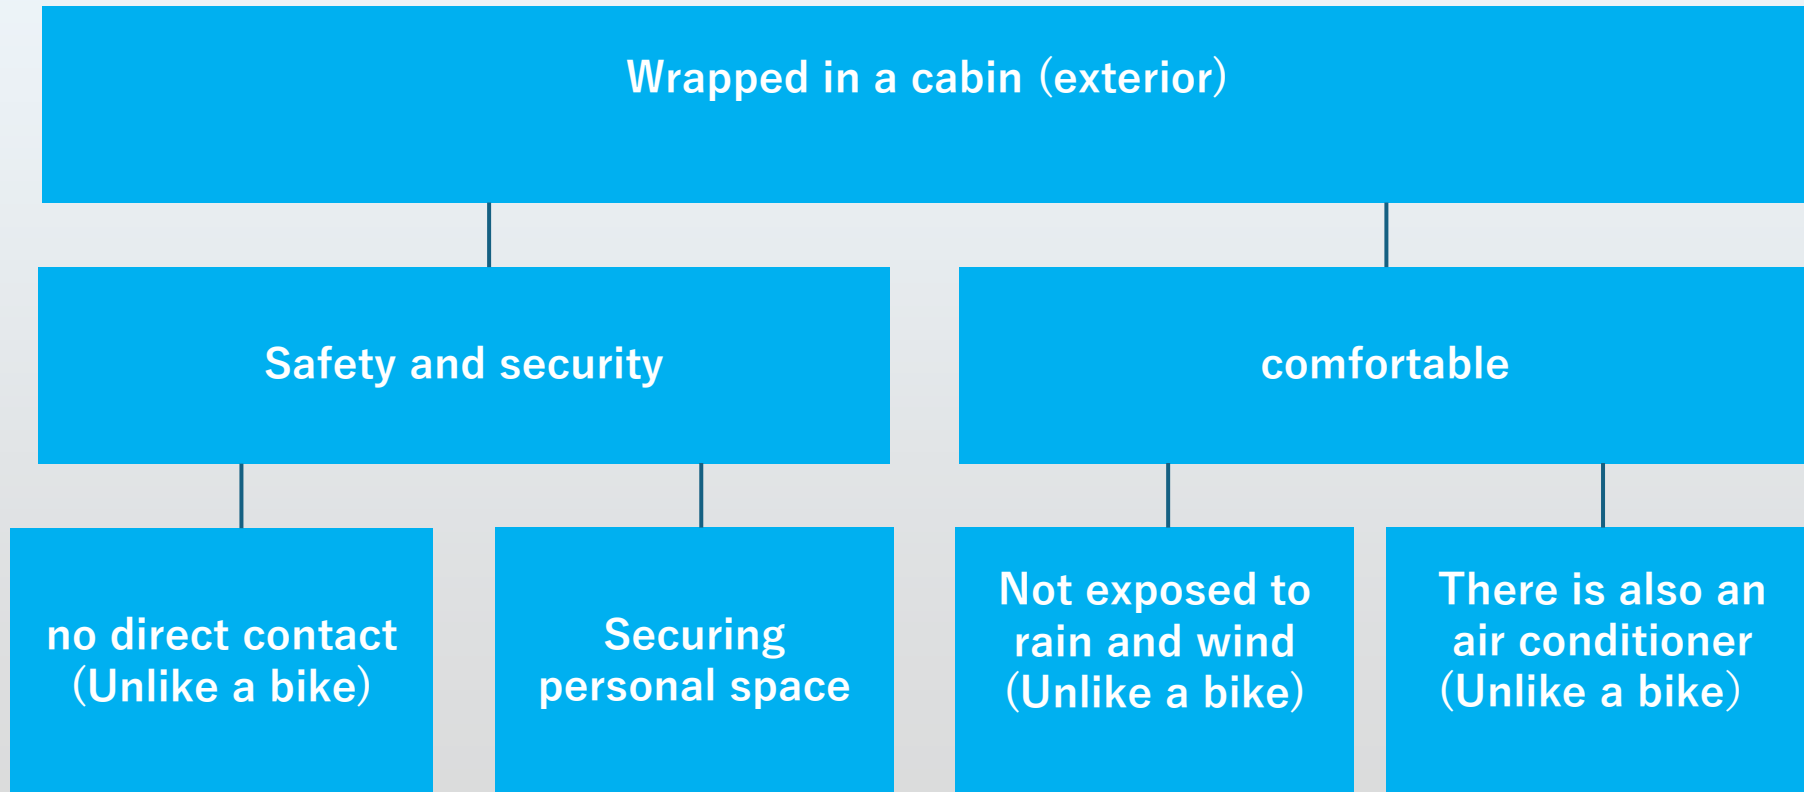 Wrapped in a cabin（exterior）
Safety and security
comfortable
no direct contact
（Unlike a bike）
Securing
personal space
Not exposed to
rain and wind
（Unlike a bike）
There is also an
air conditioner
（Unlike a bike）